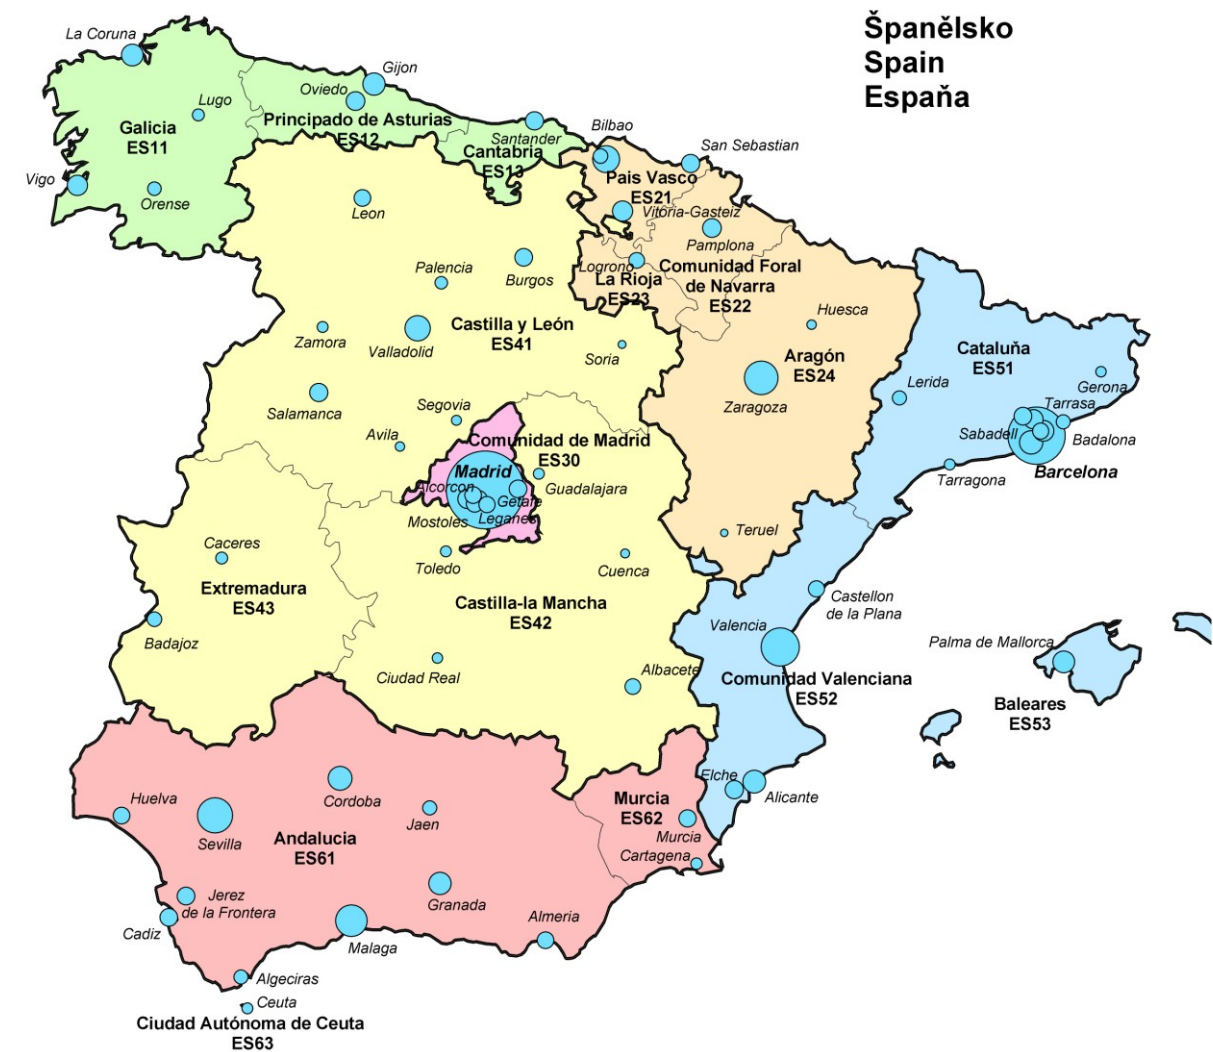 Španělsko
Spain
Espaňa
La Coruna
Gijon
Oviedo
Lugo
Principado de Asturias
ES12
Galicia
ES11
Santander
Cantabria
ES13
Bilbao
San Sebastian
Vigo
Orense
Pais Vasco
ES21
Leon
Vitoria-Gasteiz
Pamplona
Palencia
Burgos
Logrono
La Rioja
ES23
Comunidad Foral
de Navarra
ES22
Huesca
Zamora
Valladolid
Castilla y León
ES41
Soria
Aragón
ES24
Cataluňa
ES51
Lerida
Gerona
Salamanca
Segovia
Zaragoza
Tarrasa
Avila
Comunidad de Madrid
ES30
Sabadell
Badalona
Madrid
Barcelona
Alcorcon
Getafe
Guadalajara
Tarragona
Mostoles
Leganes
Teruel
Caceres
Toledo
Cuenca
Extremadura
ES43
Castilla-la Mancha
ES42
Castellon
de la Plana
Valencia
Badajoz
Palma de Mallorca
Ciudad Real
Albacete
Comunidad Valenciana
ES52
Baleares
ES53
Elche
Alicante
Huelva
Cordoba
Murcia
ES62
Jaen
Sevilla
Andalucia
ES61
Murcia
Cartagena
Jerez
de la Frontera
Granada
Almeria
Cadiz
Malaga
Algeciras
Ceuta
Ciudad Autónoma de Ceuta
ES63